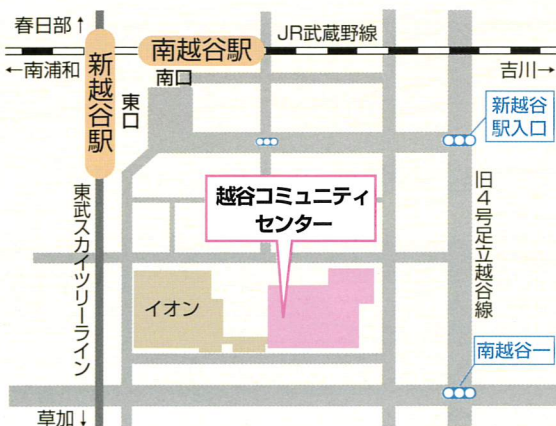 春日部↑
JR武蔵野線
南越谷駅
←南浦和
吉川→
南口
新越谷駅
東口
新越谷
駅入口
越谷コミュニティ
センター
旧4号足立越谷線
東武スカイツリーライン
イオン
南越谷一
草加↓